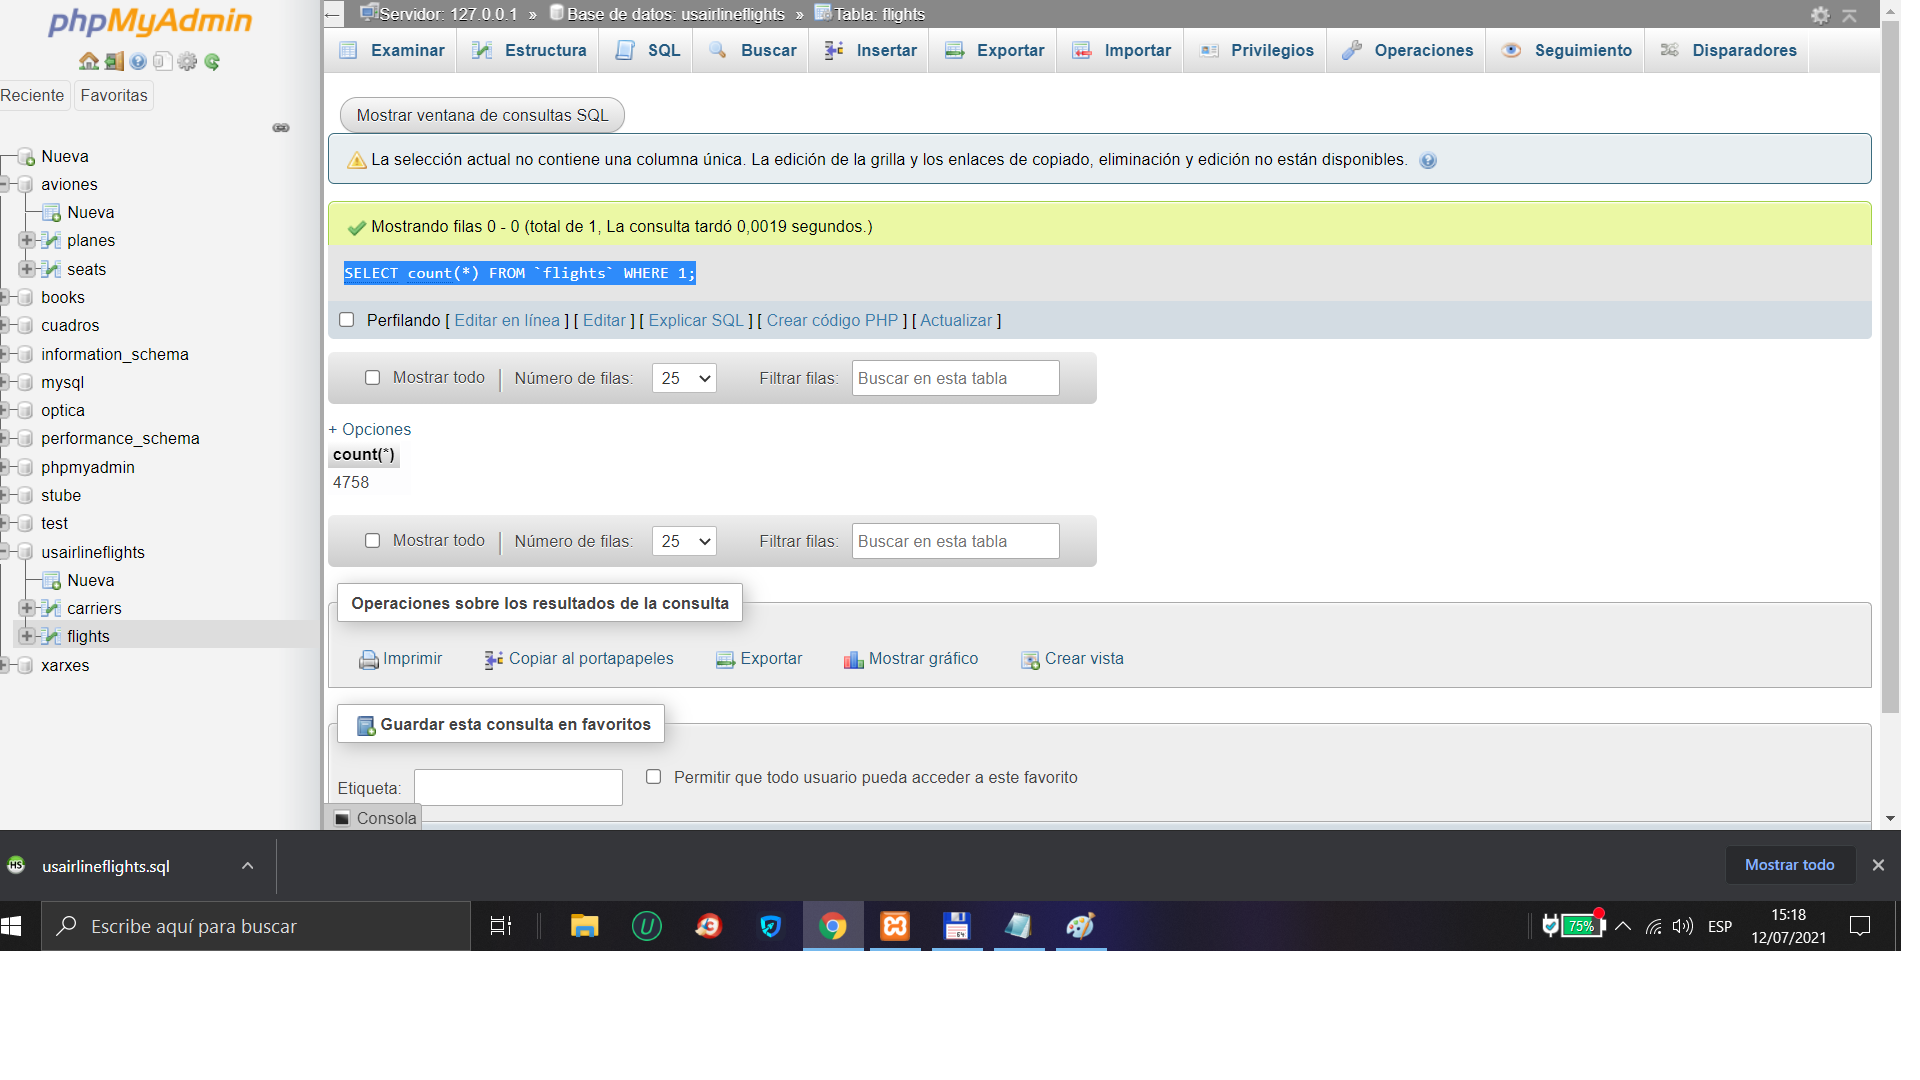 phpMyAdmin
Reciente
Favoritas
Nueva
aviones
Nueva
planes
seats
books
cuadros
information_schema
mysql
optica
performance_schema
phpmyadmin
stube
test
usairlineflights
Nueva
carriers
flights
xarxes
Servidor: 127.0.0.1 » Base de datos: usairlineflights » Tabla: flights
Examinar Estructura SQL Buscar Insertar Exportar Importar Privilegios Operaciones Seguimiento Disparadores
Mostrar ventana de consultas SQL
La selección actual no contiene una columna única. La edición de la grilla y los enlaces de copiado, eliminación y edición no están disponibles.
Mostrando filas 0 - 0 (total de 1, La consulta tardó 0,0019 segundos.)
SELECT count(*) FROM `flights` WHERE 1;
Perfilando [ Editar en línea ] [ Editar ] [ Explicar SQL ] [ Crear código PHP ] [ Actualizar ]
Mostrar todo Número de filas: 25 Filtrar filas: Buscar en esta tabla
+ Opciones
count(*)
4758
Mostrar todo Número de filas: 25 Filtrar filas: Buscar en esta tabla
Operaciones sobre los resultados de la consulta
Imprimir Copiar al portapapeles Exportar Mostrar gráfico Crear vista
Guardar esta consulta en favoritos
Etiqueta: Permitir que todo usuario pueda acceder a este favorito
Consola
HS usairlineflights.sql Mostrar todo
Escribe aquí para buscar
U
64
75%
ESP
15:18
12/07/2021